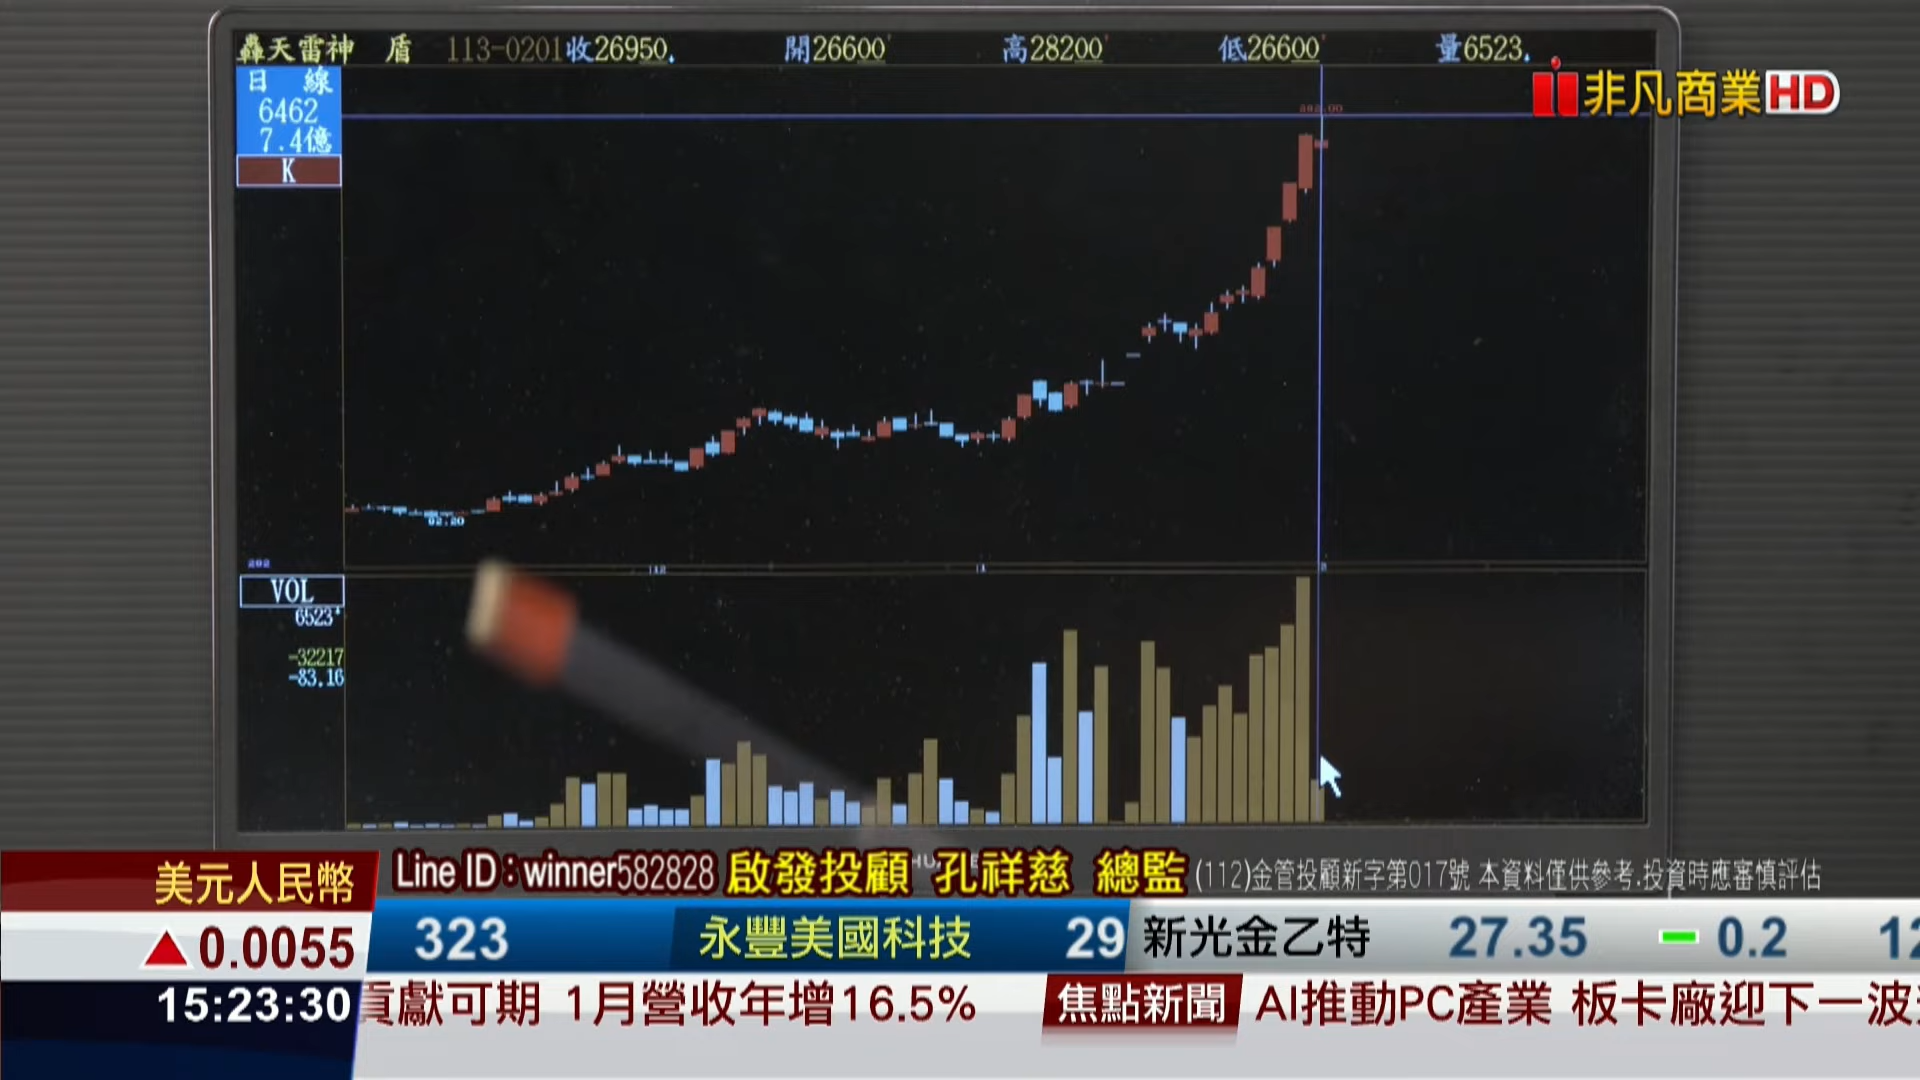 轟天雷神 盾 113-0201收26950 開26600 高28200 低26600 量6523
日 線
6462
7.4億
K
非凡商業HD
282.00
92.20
202
12
1
2
VOL
6523
-32217
-83.16
美元人民幣
Line ID:winner582828 啟發投顧 孔祥慈 總監 (112)金管投顧新字第017號 本資料僅供參考.投資時應審慎評估
▲0.0055
323 永豐美國科技 29 新光金乙特 27.35 0.2 12
15:23:30
貢獻可期 1月營收年增16.5% 焦點新聞 AI推動PC產業 板卡廠迎下一波